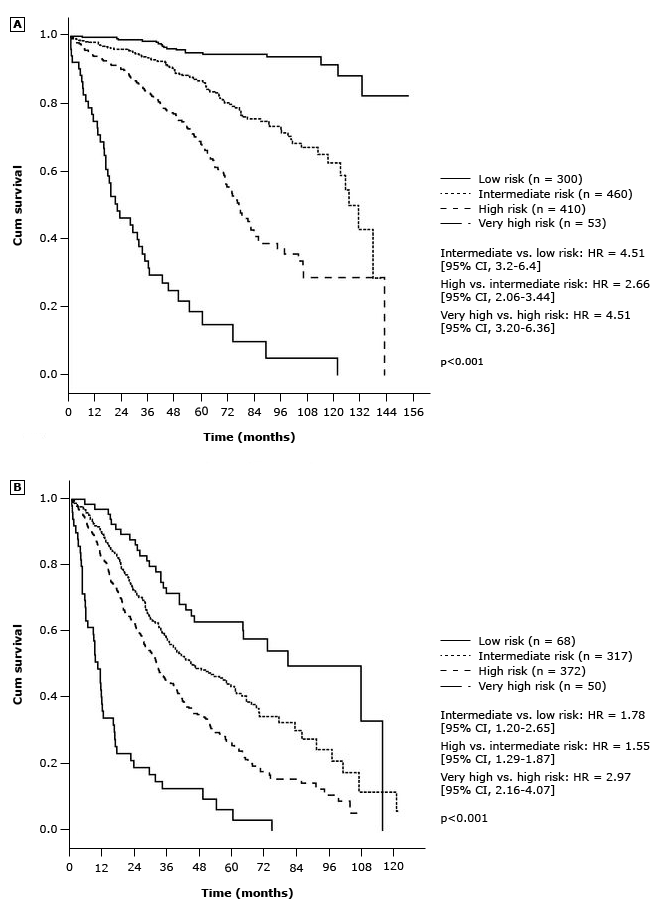 A
1.0
0.8
0.6
0.4
0.2
0.0
Cum survival
0 12 24 36 48 60 72 84 96 108 120 132 144 156
Time (months)
Low risk (n = 300)
Intermediate risk (n = 460)
High risk (n = 410)
Very high risk (n = 53)
Intermediate vs. low risk: HR = 4.51
[95% CI, 3.2-6.4]
High vs. intermediate risk: HR = 2.66
[95% CI, 2.06-3.44]
Very high vs. high risk: HR = 4.51
[95% CI, 3.20-6.36]
p<0.001
B
1.0
0.8
0.6
0.4
0.2
0.0
Cum survival
0 12 24 36 48 60 72 84 96 108 120
Time (months)
Low risk (n = 68)
Intermediate risk (n = 317)
High risk (n = 372)
Very high risk (n = 50)
Intermediate vs. low risk: HR = 1.78
[95% CI, 1.20-2.65]
High vs. intermediate risk: HR = 1.55
[95% CI, 1.29-1.87]
Very high vs. high risk: HR = 2.97
[95% CI, 2.16-4.07]
p<0.001